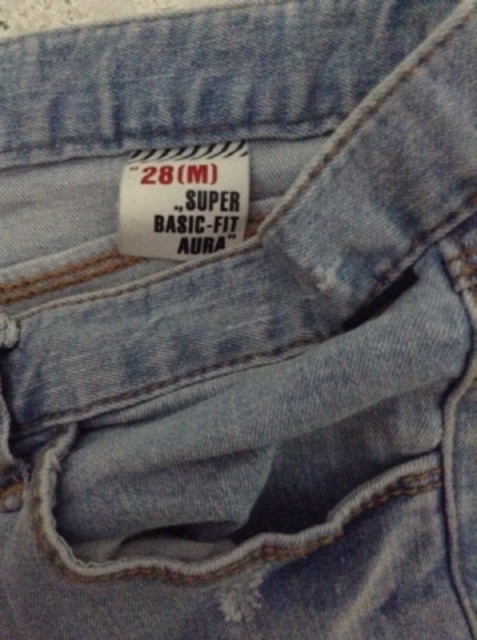 "28(M)
„SUPER
BASIC-FIT
AURA"